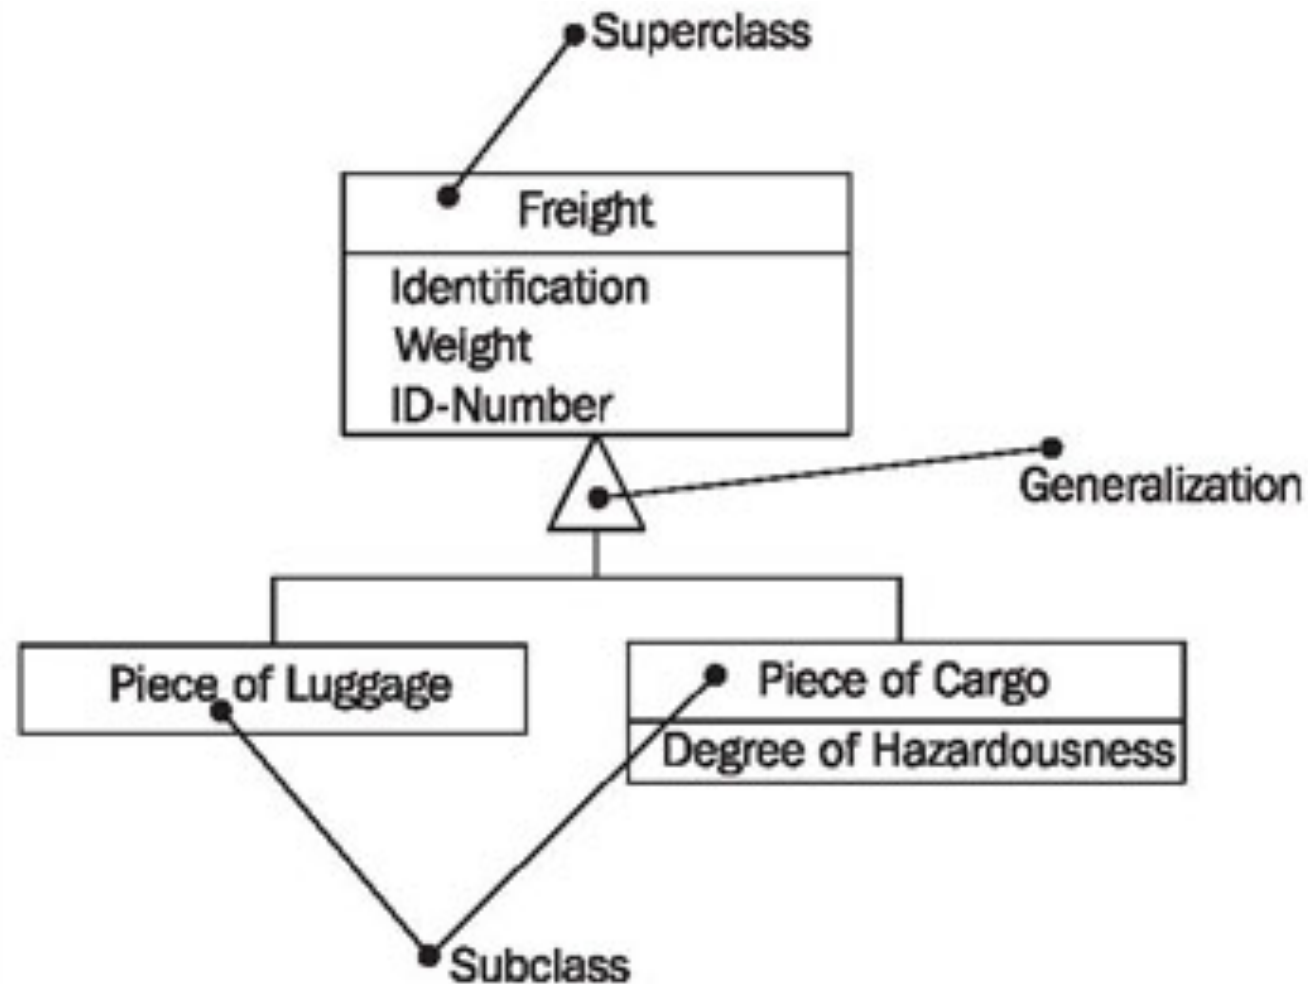 Superclass
Freight
Identification
Weight
ID-Number
Generalization
Piece of Luggage
Piece of Cargo
Degree of Hazardousness
Subclass